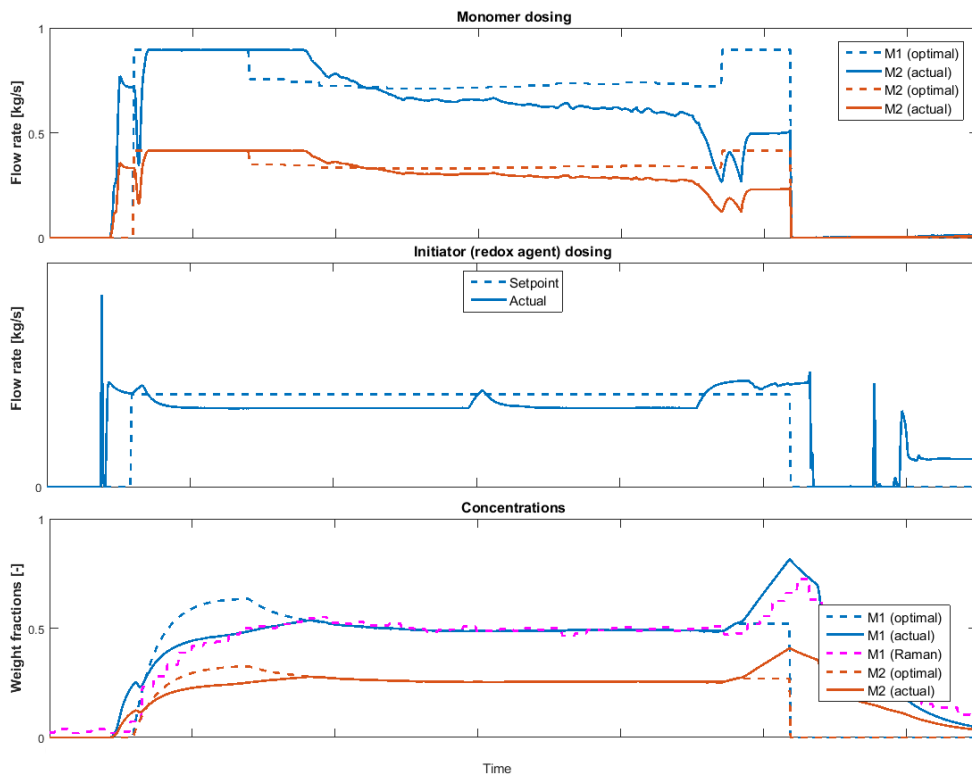 Monomer dosing
Flow rate [kg/s]
1
0.5
0
M1 (optimal)
M2 (actual)
M2 (optimal)
M2 (actual)
Initiator (redox agent) dosing
Flow rate [kg/s]
0
Setpoint
Actual
Concentrations
Weight fractions [-]
1
0.5
0
M1 (optimal)
M1 (actual)
M1 (Raman)
M2 (optimal)
M2 (actual)
Time